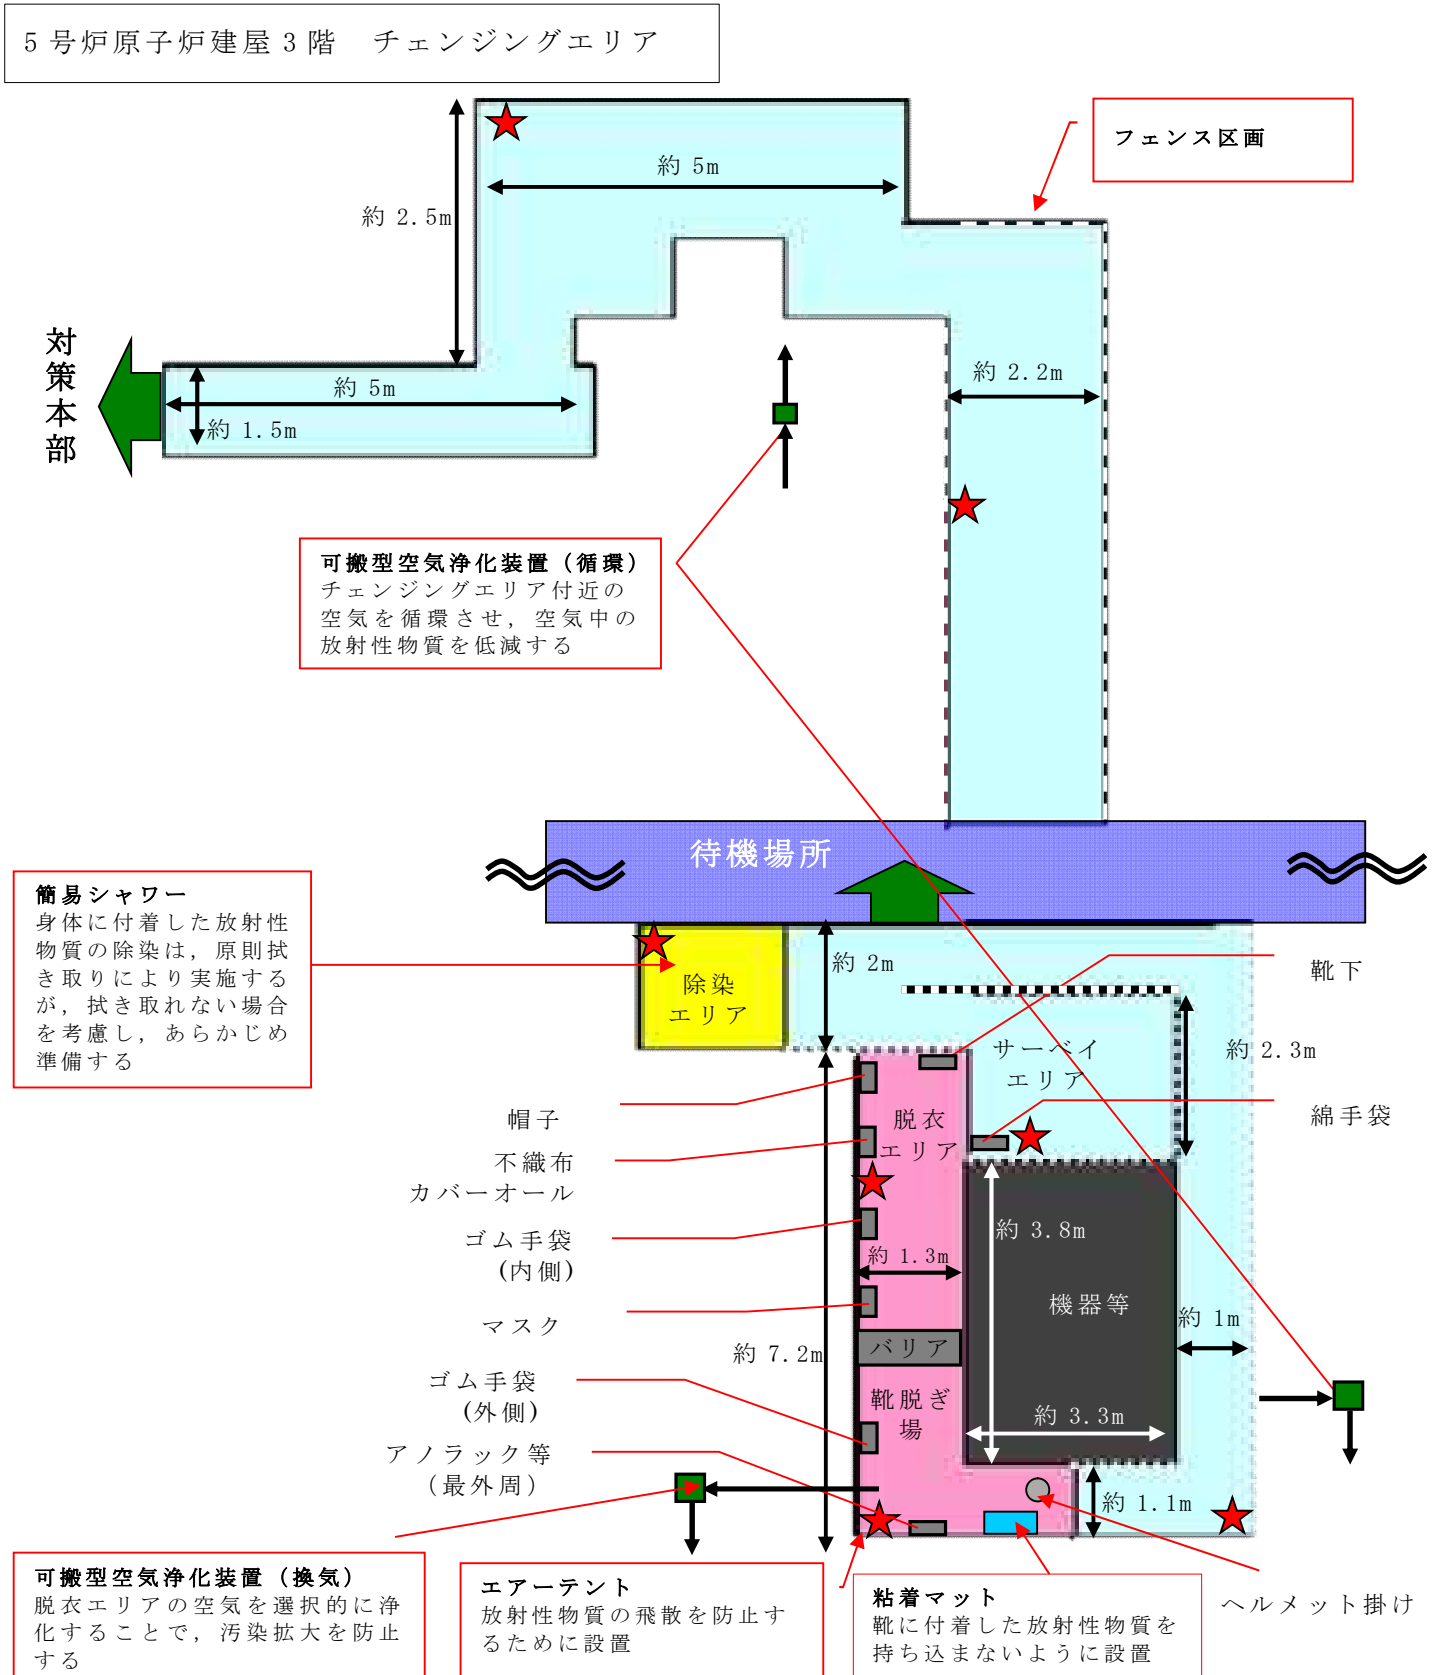 5号炉原子炉建屋3階　チェンジングエリア
フェンス区画
約 5m
約 2.5m
対策本部
約 5m
約 1.5m
約 2.2m
可搬型空気浄化装置（循環）
チェンジングエリア付近の
空気を循環させ，空気中の
放射性物質を低減する
待機場所
簡易シャワー
身体に付着した放射性
物質の除染は，原則拭
き取りにより実施する
が，拭き取れない場合
を考慮し，あらかじめ
準備する
除染
エリア
約 2m
靴下
サーベイ
エリア
約 2.3m
綿手袋
帽子
不織布
カバーオール
ゴム手袋
(内側)
マスク
ゴム手袋
(外側)
アノラック等
（最外周）
脱衣
エリア
約 1.3m
約 3.8m
機器等
約 1m
バリア
約 7.2m
靴脱ぎ
場
約 3.3m
約 1.1m
可搬型空気浄化装置（換気）
脱衣エリアの空気を選択的に浄
化することで，汚染拡大を防止
する
エアーテント
放射性物質の飛散を防止す
るために設置
粘着マット
靴に付着した放射性物質を
持ち込まないように設置
ヘルメット掛け